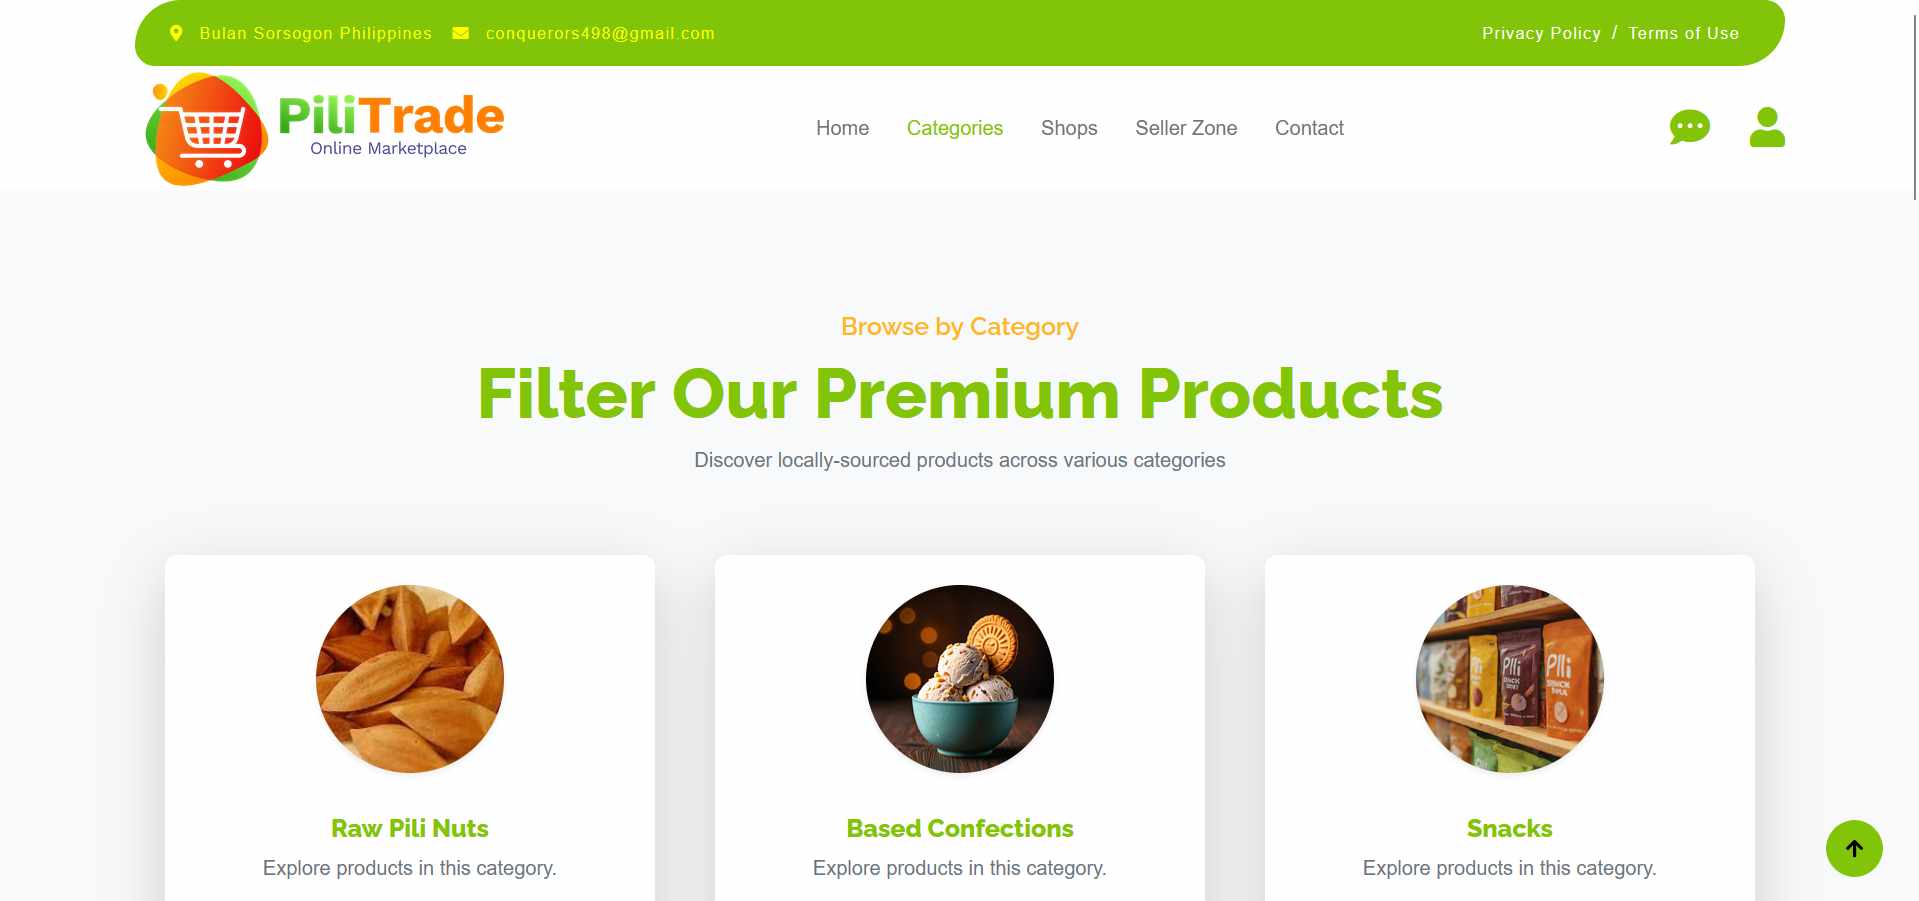 Bulan Sorsogon Philippines conquerors498@gmail.com Privacy Policy / Terms of Use
PiliTrade
Online Marketplace
Home Categories Shops Seller Zone Contact
Browse by Category
Filter Our Premium Products
Discover locally-sourced products across various categories
Raw Pili Nuts Based Confections Snacks
Explore products in this category. Explore products in this category. Explore products in this category.